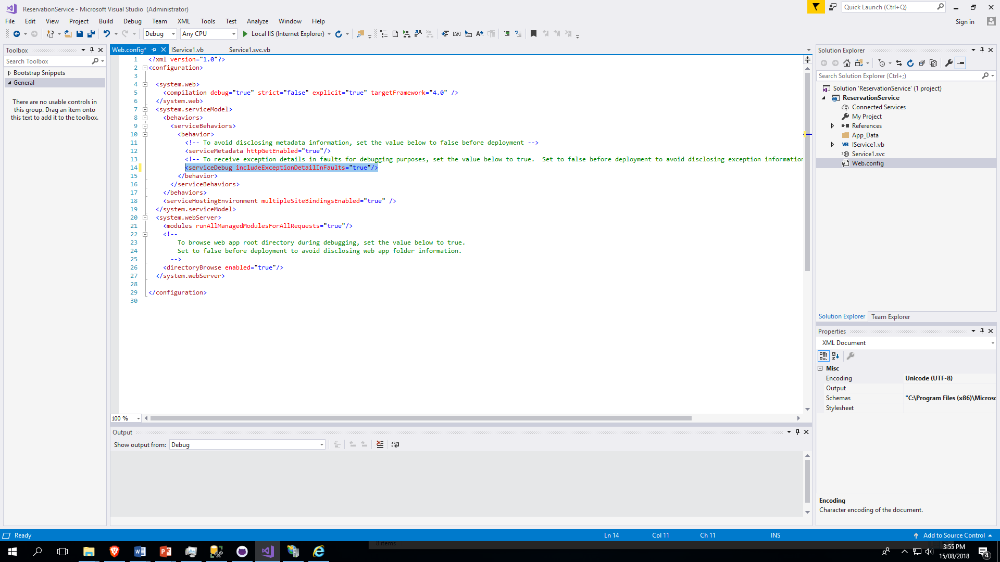 ReservationService - Microsoft Visual Studio (Administrator)
Quick Launch (Ctrl+Q)
File Edit View Project Build Debug Team XML Tools Test Analyze Window Help
Sign in
Debug Any CPU Local IIS (Internet Explorer)
Toolbox
Search Toolbox
Bootstrap Snippets
General
There are no usable controls in
this group. Drag an item onto
this text to add it to the toolbox.
Web.config* IService1.vb Service1.svc.vb
1 <?xml version="1.0"?>
2 <configuration>
3
4 <system.web>
5 <compilation debug="true" strict="false" explicit="true" targetFramework="4.0" />
6 </system.web>
7 <system.serviceModel>
8 <behaviors>
9 <serviceBehaviors>
10 <behavior>
11 <!-- To avoid disclosing metadata information, set the value below to false before deployment -->
12 <serviceMetadata httpGetEnabled="true"/>
13 <!-- To receive exception details in faults for debugging purposes, set the value below to true.  Set to false before deployment to avoid disclosing exception information
14 <serviceDebug includeExceptionDetailInFaults="true"/>
15 </behavior>
16 </serviceBehaviors>
17 </behaviors>
18 <serviceHostingEnvironment multipleSiteBindingsEnabled="true" />
19 </system.serviceModel>
20 <system.webServer>
21 <modules runAllManagedModulesForAllRequests="true"/>
22 <!--
23 To browse web app root directory during debugging, set the value below to true.
24 Set to false before deployment to avoid disclosing web app folder information.
25 -->
26 <directoryBrowse enabled="true"/>
27 </system.webServer>
28
29 </configuration>
30
100 %
Output
Show output from: Debug
Solution Explorer
Search Solution Explorer (Ctrl+;)
Solution 'ReservationService' (1 project)
ReservationService
Connected Services
My Project
References
App_Data
VB IService1.vb
Service1.svc
Web.config
Solution Explorer Team Explorer
Properties
XML Document
Misc
Encoding Unicode (UTF-8)
Output
Schemas "C:\Program Files (x86)\Microso
Stylesheet
Encoding
Character encoding of the document.
Ready Ln 14 Col 11 Ch 11 INS Add to Source Control
8 items
3:55 PM
15/08/2018
4